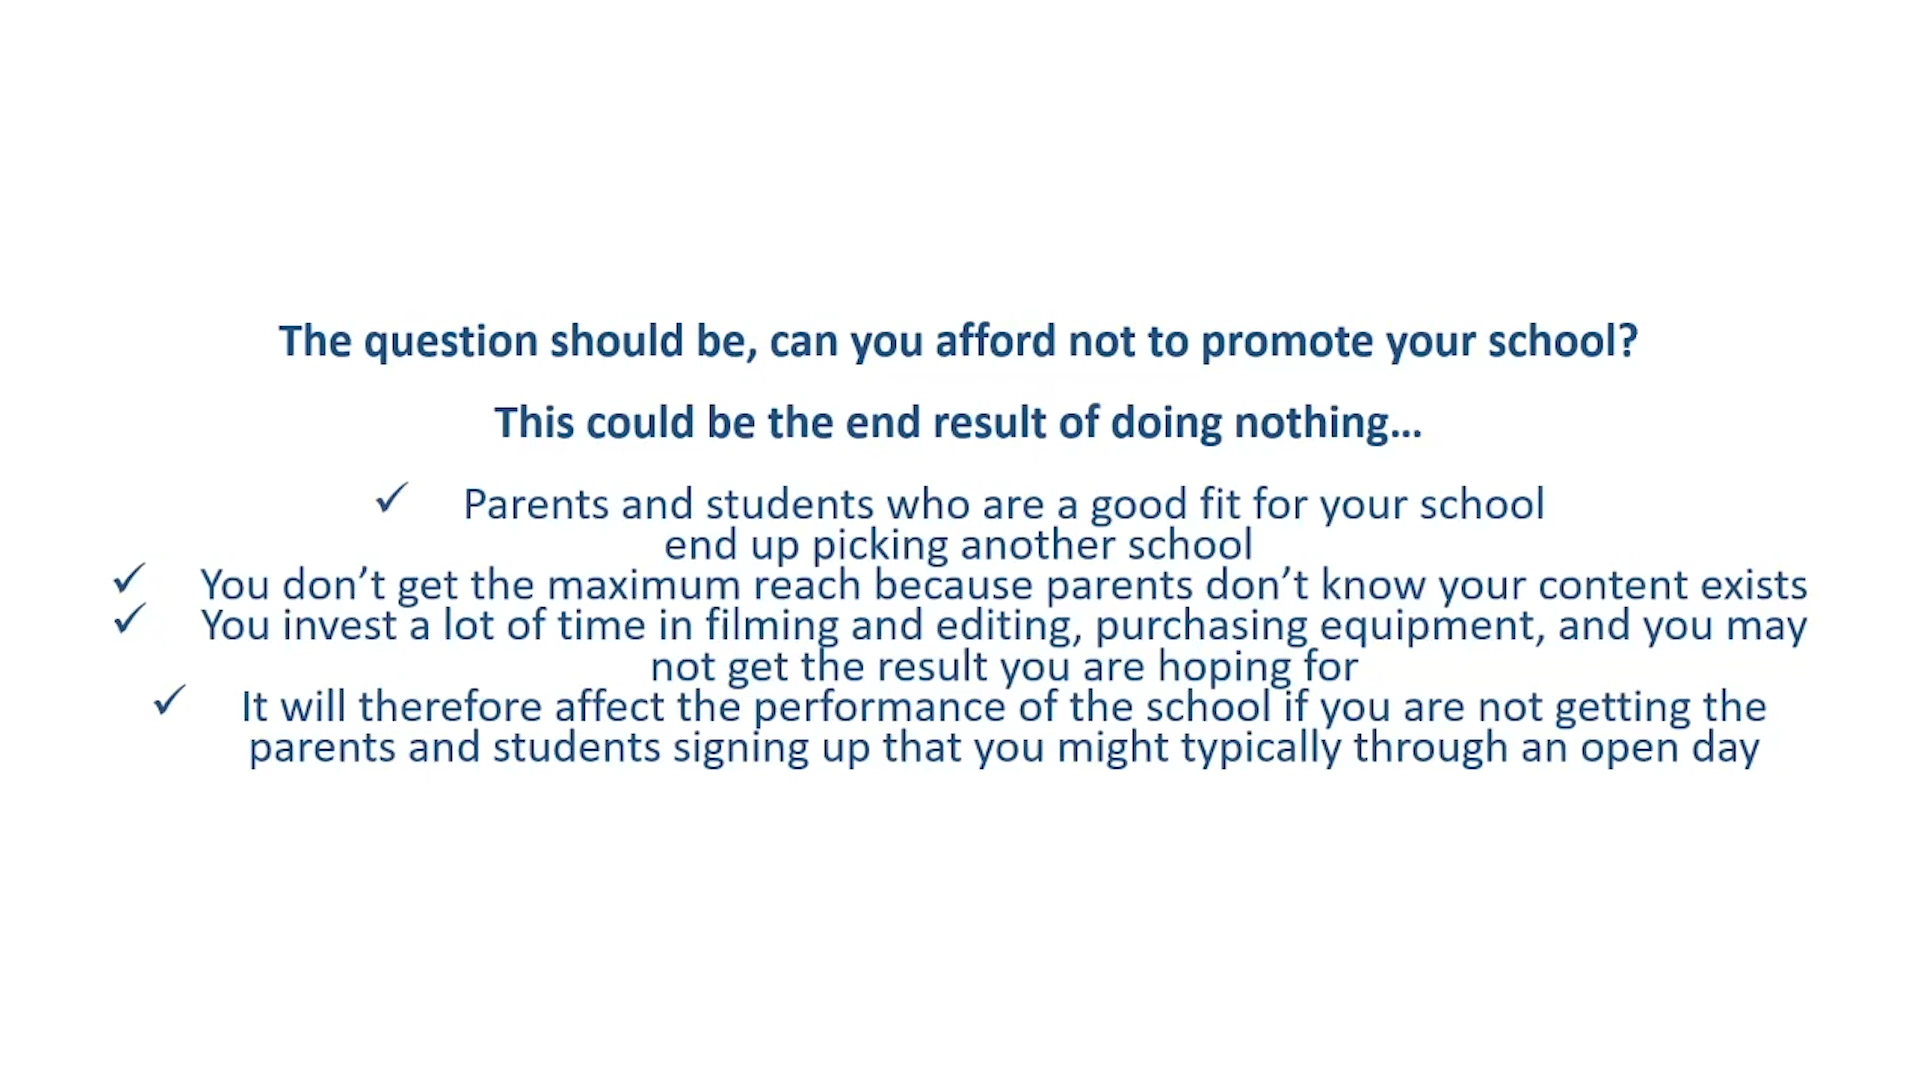 The question should be, can you afford not to promote your school?
This could be the end result of doing nothing...
✓ Parents and students who are a good fit for your school
end up picking another school
✓ You don’t get the maximum reach because parents don’t know your content exists
✓ You invest a lot of time in filming and editing, purchasing equipment, and you may
not get the result you are hoping for
✓ It will therefore affect the performance of the school if you are not getting the
parents and students signing up that you might typically through an open day